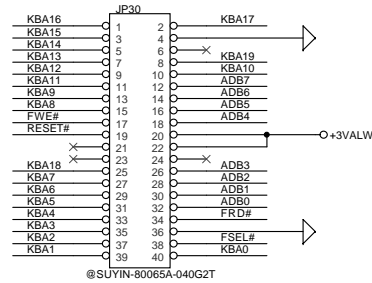 JP30
KBA16 1 2 KBA17
KBA15 3 4
KBA14 5 6
KBA13 7 8 KBA19
KBA12 9 10 KBA10
KBA11 11 12 ADB7
KBA9 13 14 ADB6
KBA8 15 16 ADB5
FWE# 17 18 ADB4
RESET# 19 20 +3VALW
21 22
23 24
KBA18 25 26 ADB3
KBA7 27 28 ADB2
KBA6 29 30 ADB1
KBA5 31 32 ADB0
KBA4 33 34 FRD#
KBA3 35 36
KBA2 37 38 FSEL#
KBA1 39 40 KBA0
@SUYIN-80065A-040G2T